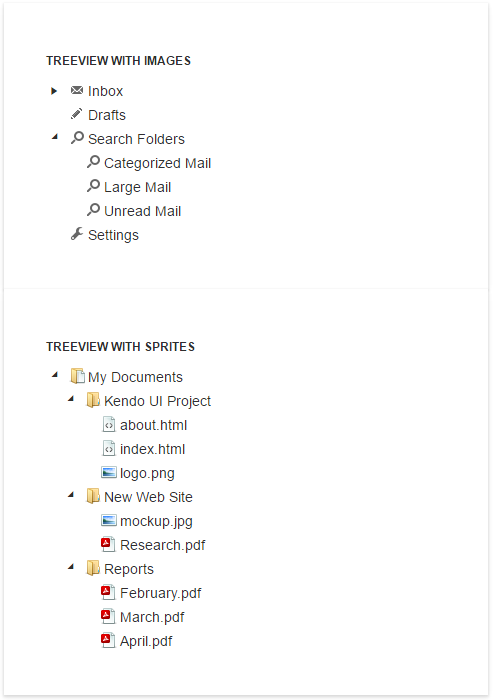 TREEVIEW WITH IMAGES
Inbox
Drafts
Search Folders
Categorized Mail
Large Mail
Unread Mail
Settings
TREEVIEW WITH SPRITES
My Documents
Kendo UI Project
about.html
index.html
logo.png
New Web Site
mockup.jpg
Research.pdf
Reports
February.pdf
March.pdf
April.pdf